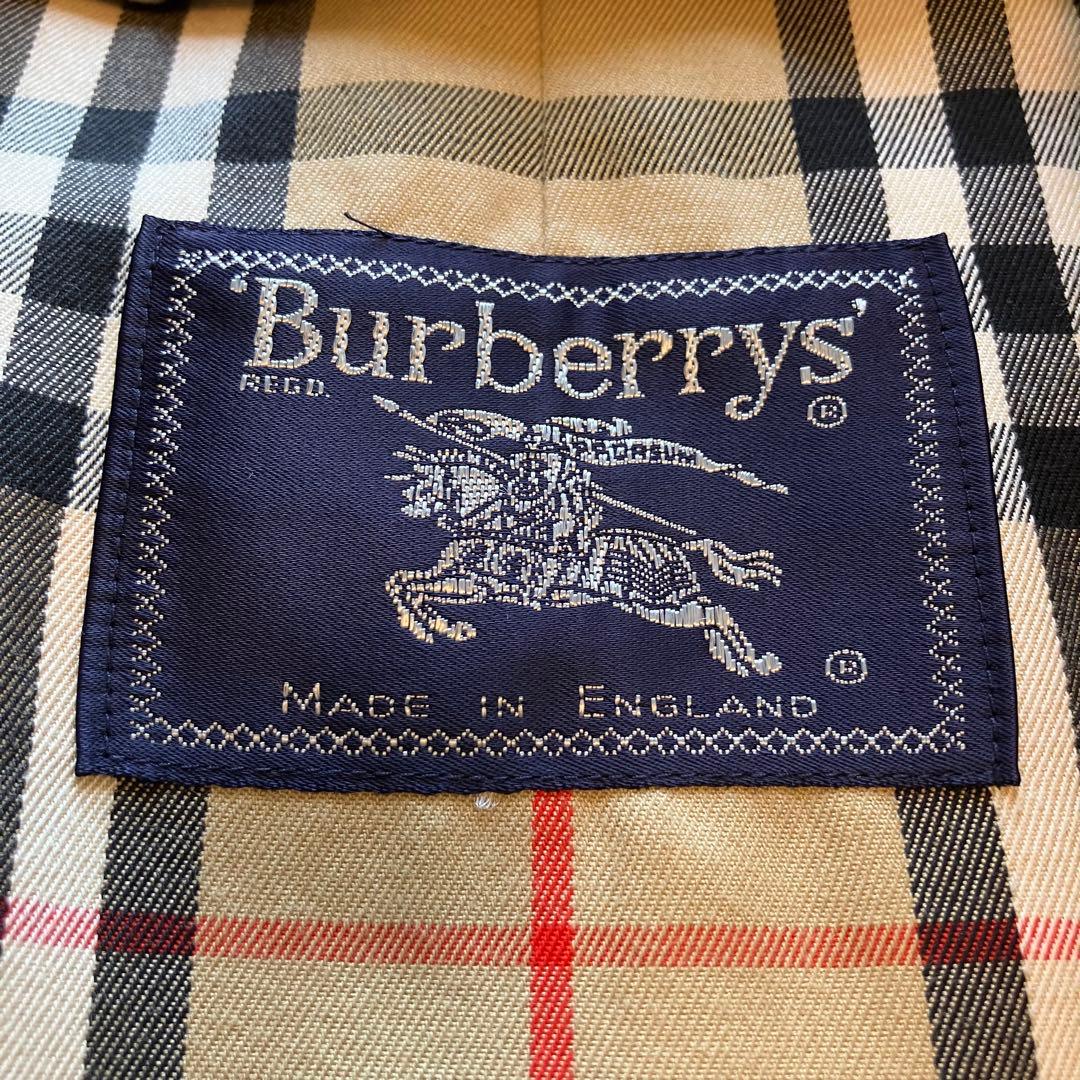 'Burberrys'
REGD.
®
®
MADE IN ENGLAND